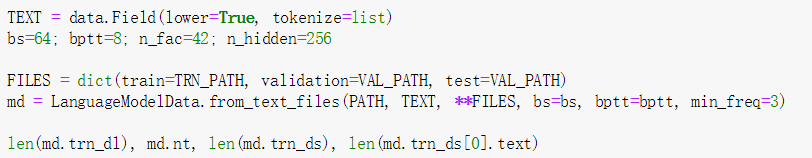 TEXT = data.Field(lower=True, tokenize=list)
bs=64; bptt=8; n_fac=42; n_hidden=256
FILES = dict(train=TRN_PATH, validation=VAL_PATH, test=VAL_PATH)
md = LanguageModelData.from_text_files(PATH, TEXT, **FILES, bs=bs, bptt=bptt, min_freq=3)
len(md.trn_dl), md.nt, len(md.trn_ds), len(md.trn_ds[0].text)